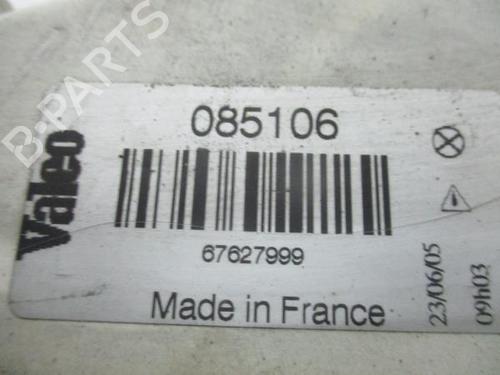 B-PARTS
Valeo
085106
67627999
Made in France
23/06/05
09h03